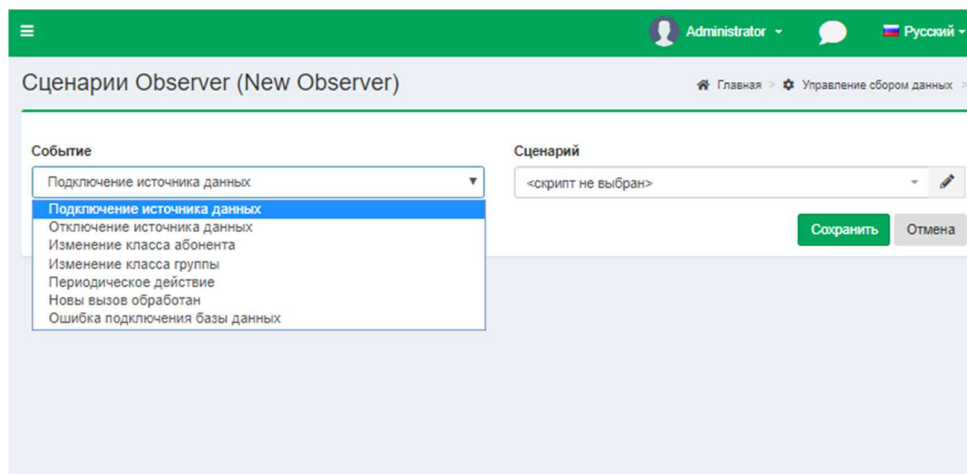 Administrator
Русский
Сценарии Observer (New Observer)
Главная > Управление сбором данных >
Событие
Сценарий
Подключение источника данных
<скрипт не выбран>
Подключение источника данных
Отключение источника данных
Изменение класса абонента
Изменение класса группы
Периодическое действие
Новы вызов обработан
Ошибка подключения базы данных
Сохранить
Отмена